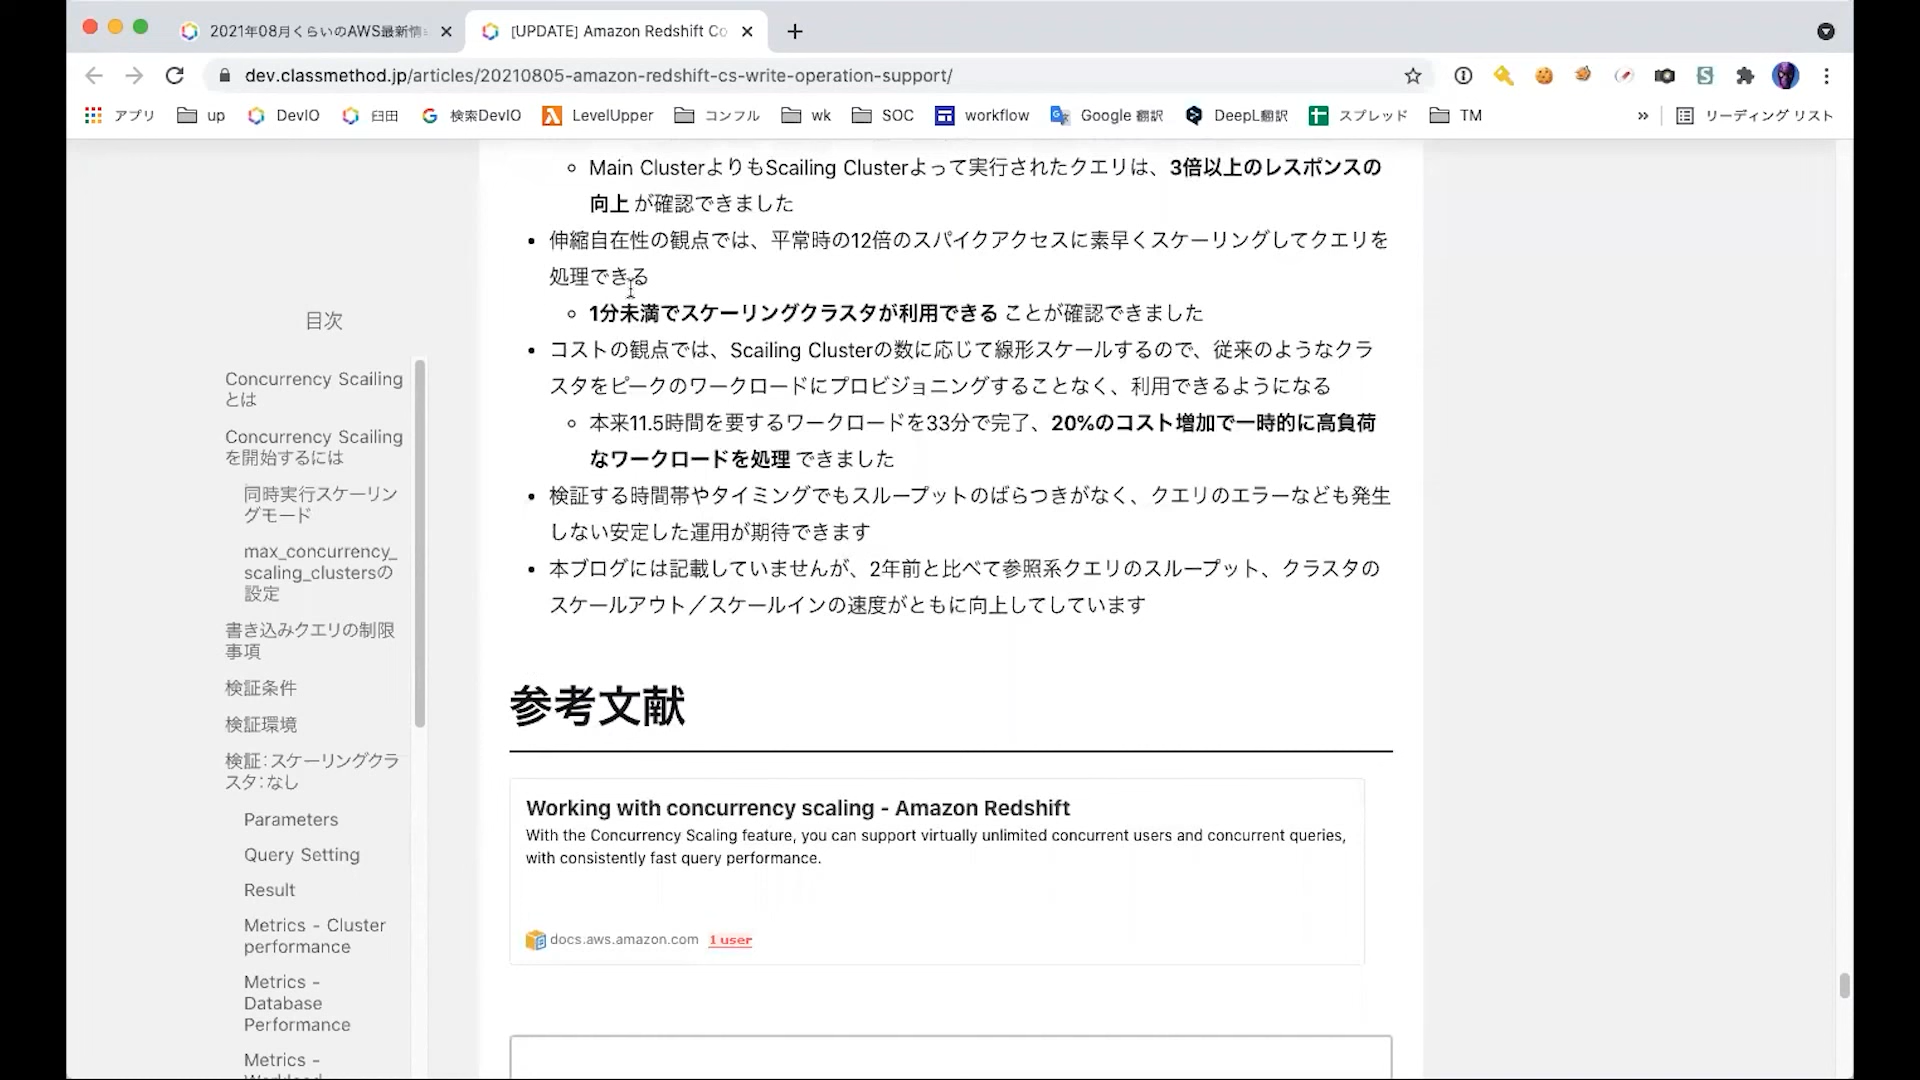 2021年08月くらいのAWS最新情
[UPDATE] Amazon Redshift Co
dev.classmethod.jp/articles/20210805-amazon-redshift-cs-write-operation-support/
アプリ
up
DevIO
臼田
検索DevIO
LevelUpper
コンフル
wk
SOC
workflow
Google 翻訳
DeepL翻訳
スプレッド
TM
»
リーディング リスト
Main ClusterよりもScailing Clusterよって実行されたクエリは、3倍以上のレスポンスの
向上 が確認できました
伸縮自在性の観点では、平常時の12倍のスパイクアクセスに素早くスケーリングしてクエリを
処理できる
1分未満でスケーリングクラスタが利用できる ことが確認できました
コストの観点では、Scailing Clusterの数に応じて線形スケールするので、従来のようなクラ
スタをピークのワークロードにプロビジョニングすることなく、利用できるようになる
本来11.5時間を要するワークロードを33分で完了、20%のコスト増加で一時的に高負荷
なワークロードを処理 できました
検証する時間帯やタイミングでもスループットのばらつきがなく、クエリのエラーなども発生
しない安定した運用が期待できます
本ブログには記載していませんが、2年前と比べて参照系クエリのスループット、クラスタの
スケールアウト／スケールインの速度がともに向上してしています
参考文献
Working with concurrency scaling - Amazon Redshift
With the Concurrency Scaling feature, you can support virtually unlimited concurrent users and concurrent queries,
with consistently fast query performance.
docs.aws.amazon.com 1 user
目次
Concurrency Scailing
とは
Concurrency Scailing
を開始するには
同時実行スケーリン
グモード
max_concurrency_
scaling_clustersの
設定
書き込みクエリの制限
事項
検証条件
検証環境
検証：スケーリングクラ
スタ：なし
Parameters
Query Setting
Result
Metrics - Cluster
performance
Metrics -
Database
Performance
Metrics -